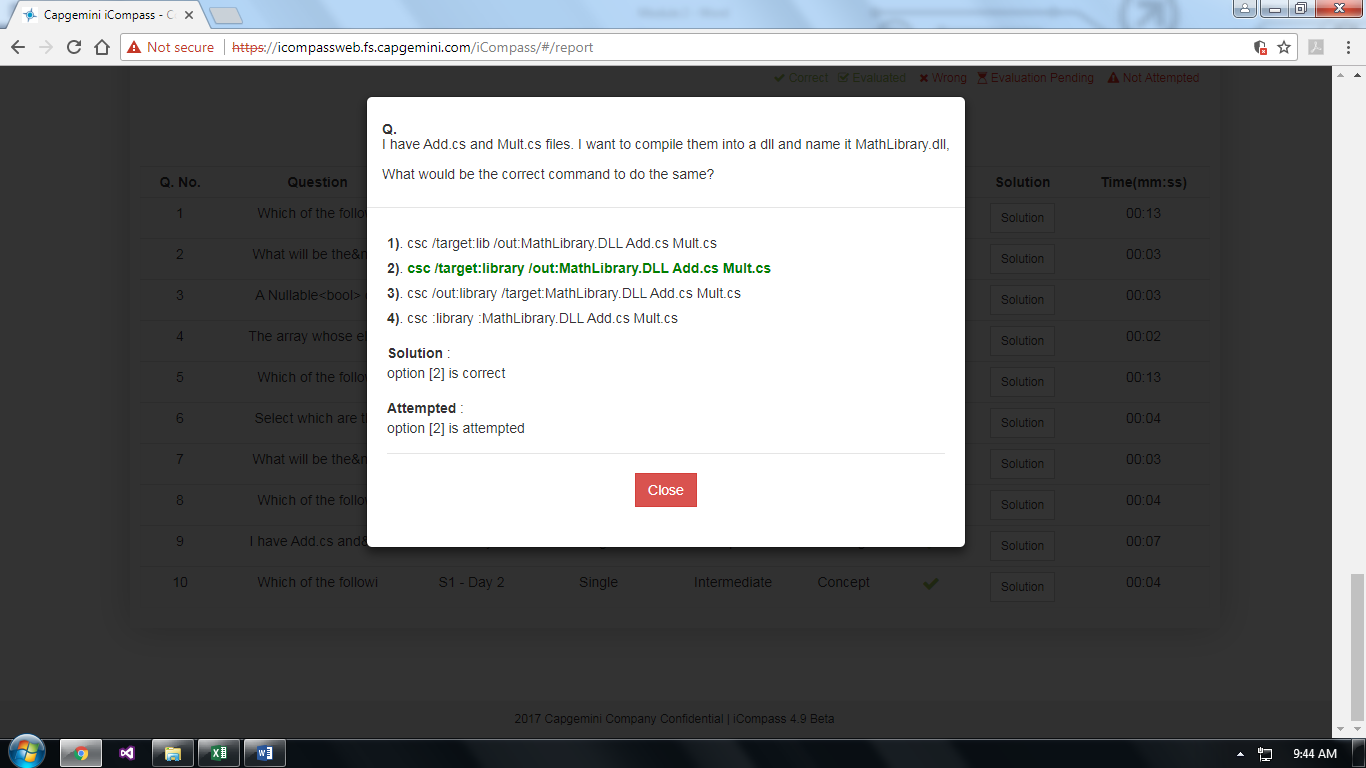 Capgemini iCompass - C
Not secure | https://icompassweb.fs.capgemini.com/iCompass/#/report
Correct Evaluated Wrong Evaluation Pending Not Attempted
Q.
I have Add.cs and Mult.cs files. I want to compile them into a dll and name it MathLibrary.dll,
What would be the correct command to do the same?
Q. No. Question Solution Time(mm:ss)
1 Which of the follo Solution 00:13
2 What will be the&n Solution 00:03
3 A Nullable<bool> Solution 00:03
4 The array whose el Solution 00:02
5 Which of the follo Solution 00:13
6 Select which are t Solution 00:04
7 What will be the&n Solution 00:03
8 Which of the follo Solution 00:04
9 I have Add.cs and& Solution 00:07
10 Which of the followi S1 - Day 2 Single Intermediate Concept Solution 00:04
1). csc /target:lib /out:MathLibrary.DLL Add.cs Mult.cs
2). csc /target:library /out:MathLibrary.DLL Add.cs Mult.cs
3). csc /out:library /target:MathLibrary.DLL Add.cs Mult.cs
4). csc :library :MathLibrary.DLL Add.cs Mult.cs
Solution :
option [2] is correct
Attempted :
option [2] is attempted
Close
2017 Capgemini Company Confidential | iCompass 4.9 Beta
9:44 AM